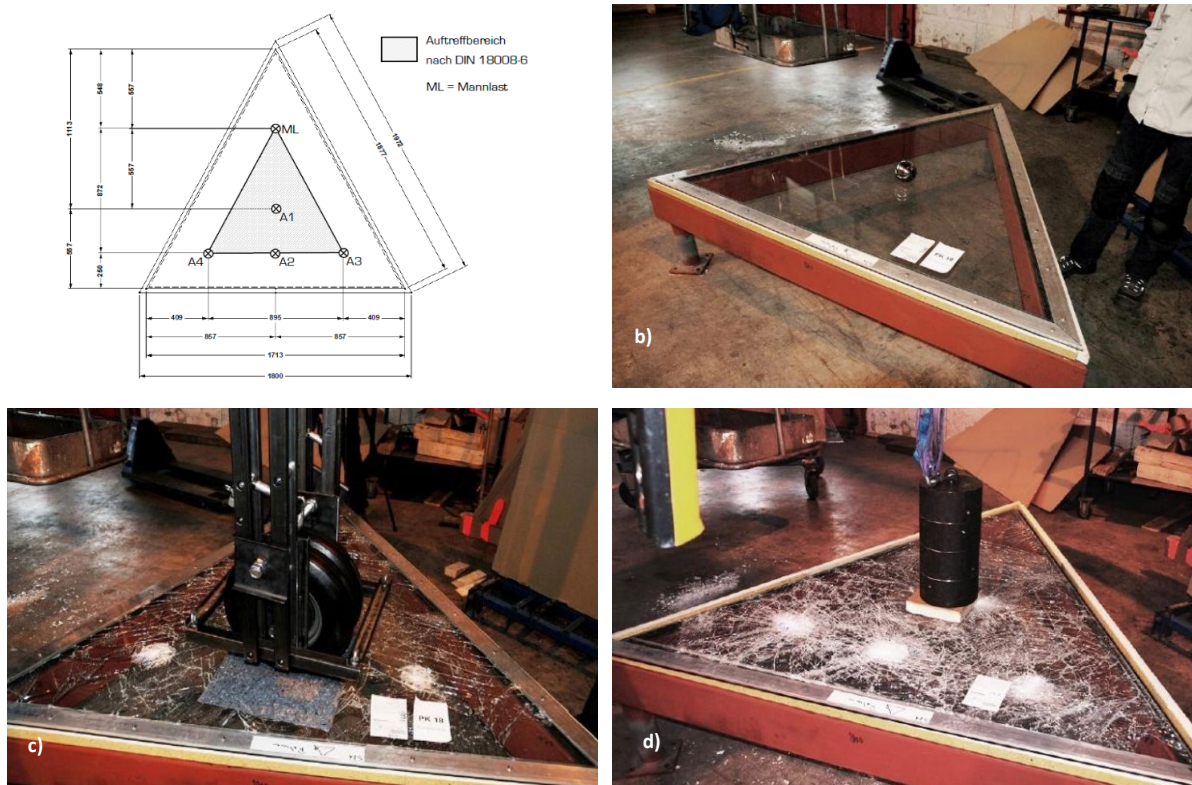 Auftreffbereich
nach DIN 18008-6
ML = Mannlast
548
557
1113
1972
1877
ML
872
557
A1
557
250
A4
A2
A3
409
895
409
857
857
1713
1800
PK 18
b)
PK 18
c)
d)